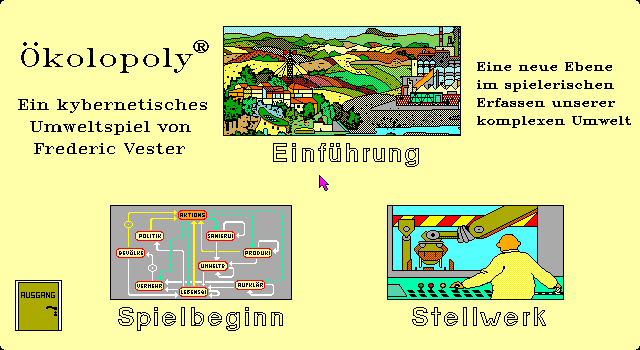 Ökolopoly®
Ein kybernetisches
Umweltspiel von
Frederic Vester
Eine neue Ebene
im spielerischen
Erfassen unserer
komplexen Umwelt
Einführung
AKTIONS
POLITIK
SANIERU
BEVÖLKE
PRODUKT
UMWELTB
VERMEHR
AUFKLÄR
LEBENSQ
AUSGANG
Spielbeginn
Stellwerk